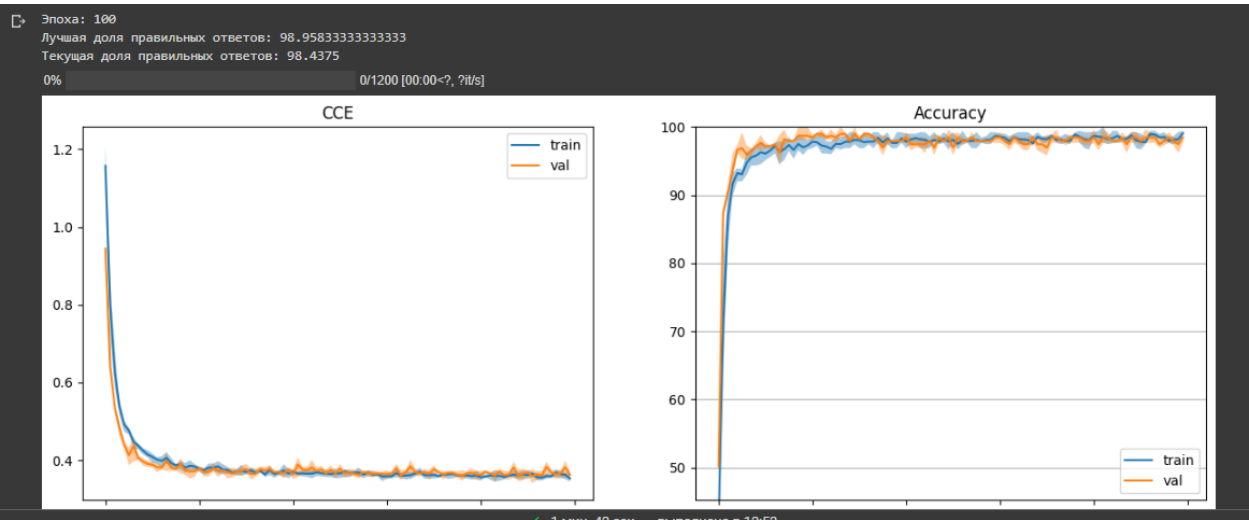 Эпоха: 100
Лучшая доля правильных ответов: 98.95833333333333
Текущая доля правильных ответов: 98.4375
0% 0/1200 [00:00<?, ?it/s]
CCE
train
val
1.2
1.0
0.8
0.6
0.4
Accuracy
100
90
80
70
60
50
train
val